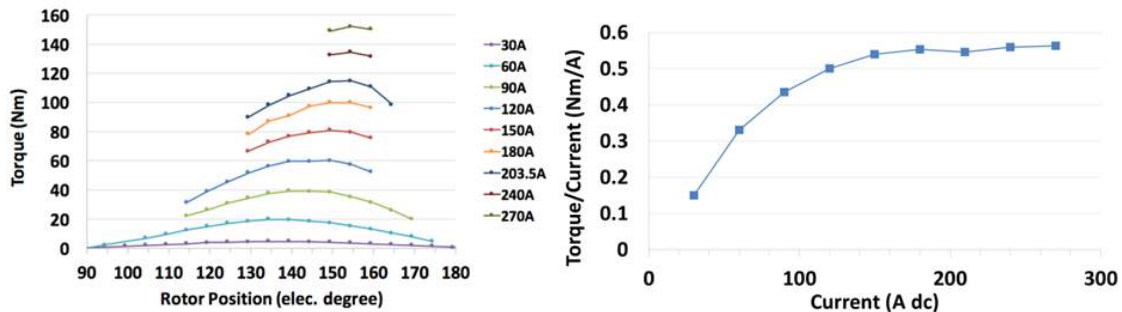 160
140
120
100
80
60
40
20
0
Torque (Nm)
90 100 110 120 130 140 150 160 170 180
Rotor Position (elec. degree)
30A
60A
90A
120A
150A
180A
203.5A
240A
270A
0.6
0.5
0.4
0.3
0.2
0.1
0
Torque/Current (Nm/A)
0 100 200 300
Current (A dc)